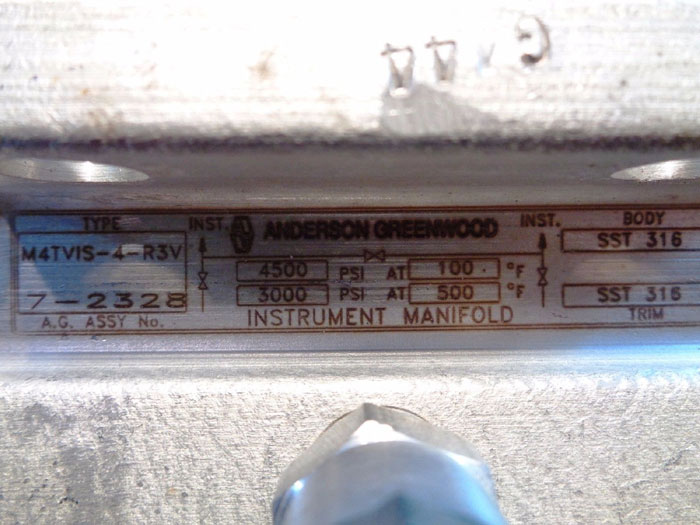 TYPE
M4TVIS-4-R3V
7-2328
A.G. ASSY No.
INST.
ANDERSON GREENWOOD
INST.
4500 PSI AT 100 °F
3000 PSI AT 500 °F
INSTRUMENT MANIFOLD
BODY
SST 316
SST 316
TRIM